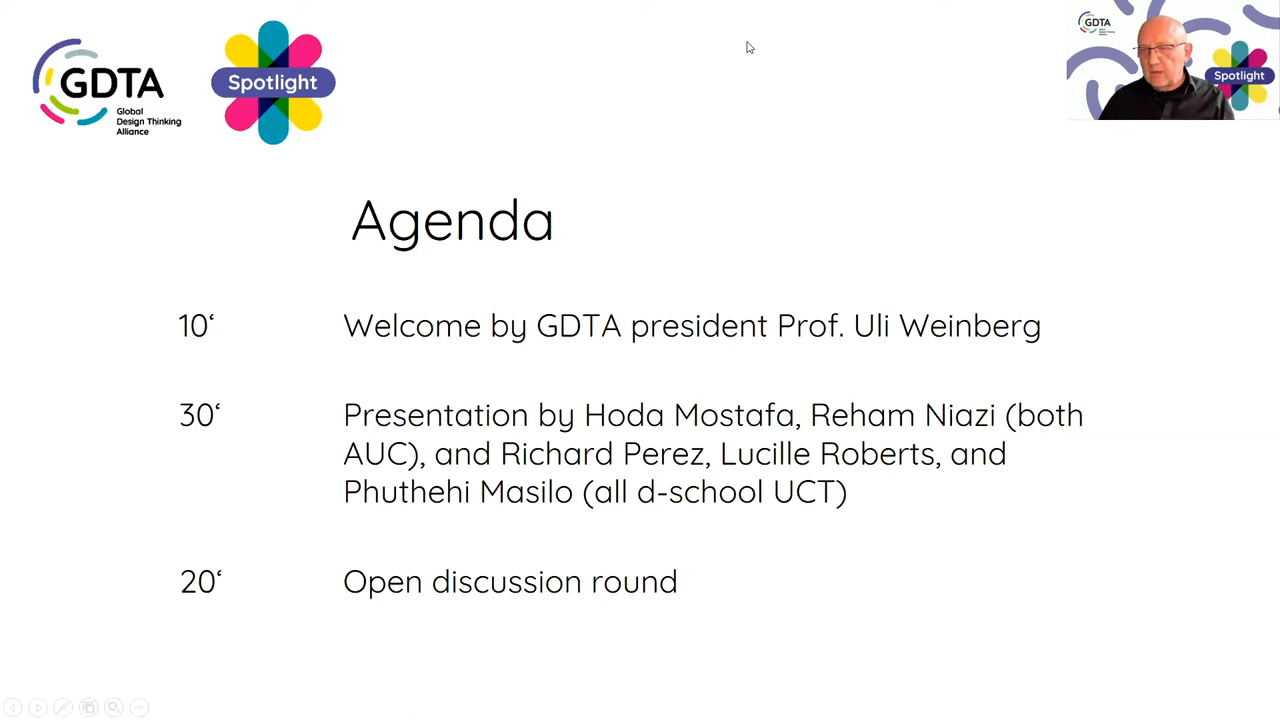 GDTA
Global
Design Thinking
Alliance
Spotlight
GDTA
Spotlight
Agenda
10‘
Welcome by GDTA president Prof. Uli Weinberg
30‘
Presentation by Hoda Mostafa, Reham Niazi (both
AUC), and Richard Perez, Lucille Roberts, and
Phuthehi Masilo (all d-school UCT)
20‘
Open discussion round